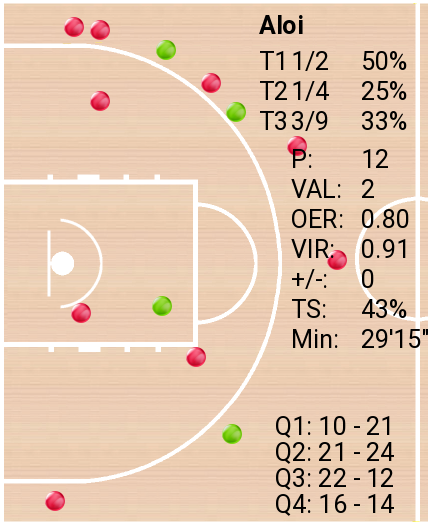 Aloi
T1 1/2 50%
T2 1/4 25%
T3 3/9 33%
P: 12
VAL: 2
OER: 0.80
VIR: 0.91
+/-: 0
TS: 43%
Min: 29'15"
Q1: 10 - 21
Q2: 21 - 24
Q3: 22 - 12
Q4: 16 - 14